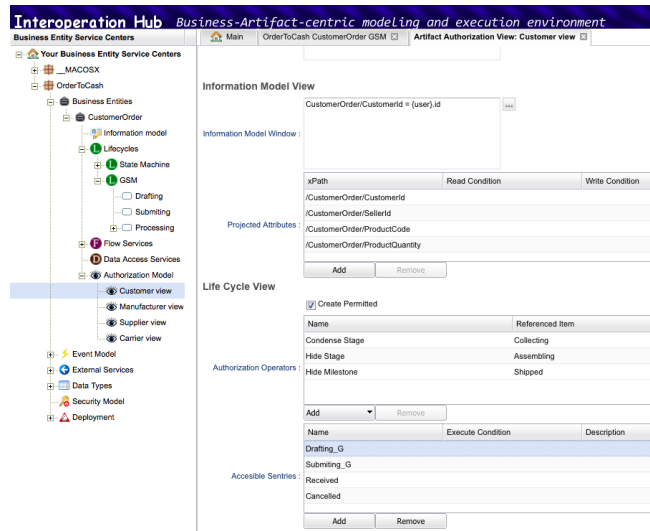 Interoperation Hub Business-Artifact-centric modeling and execution environment
Business Entity Service Centers
Main
OrderToCash CustomerOrder GSM
Artifact Authorization View: Customer view
Your Business Entity Service Centers
__MACOSX
OrderToCash
Business Entities
CustomerOrder
Information model
L Lifecycles
L State Machine
L GSM
Drafting
Submiting
Processing
F Flow Services
D Data Access Services
Authorization Model
Customer view
Manufacturer view
Supplier view
Carrier view
Event Model
External Services
Data Types
Security Model
Deployment
Information Model View
Information Model Window :
CustomerOrder/CustomerId = {user}.id
...
Projected Attributes :
xPath Read Condition Write Condition
/CustomerOrder/CustomerId
/CustomerOrder/SellerId
/CustomerOrder/ProductCode
/CustomerOrder/ProductQuantity
Add Remove
Life Cycle View
Create Permitted
Authorization Operators :
Name Referenced Item
Condense Stage Collecting
Hide Stage Assembling
Hide Milestone Shipped
Add Remove
Accesible Sentries :
Name Execute Condition Description
Drafting_G
Submiting_G
Received
Cancelled
Add Remove